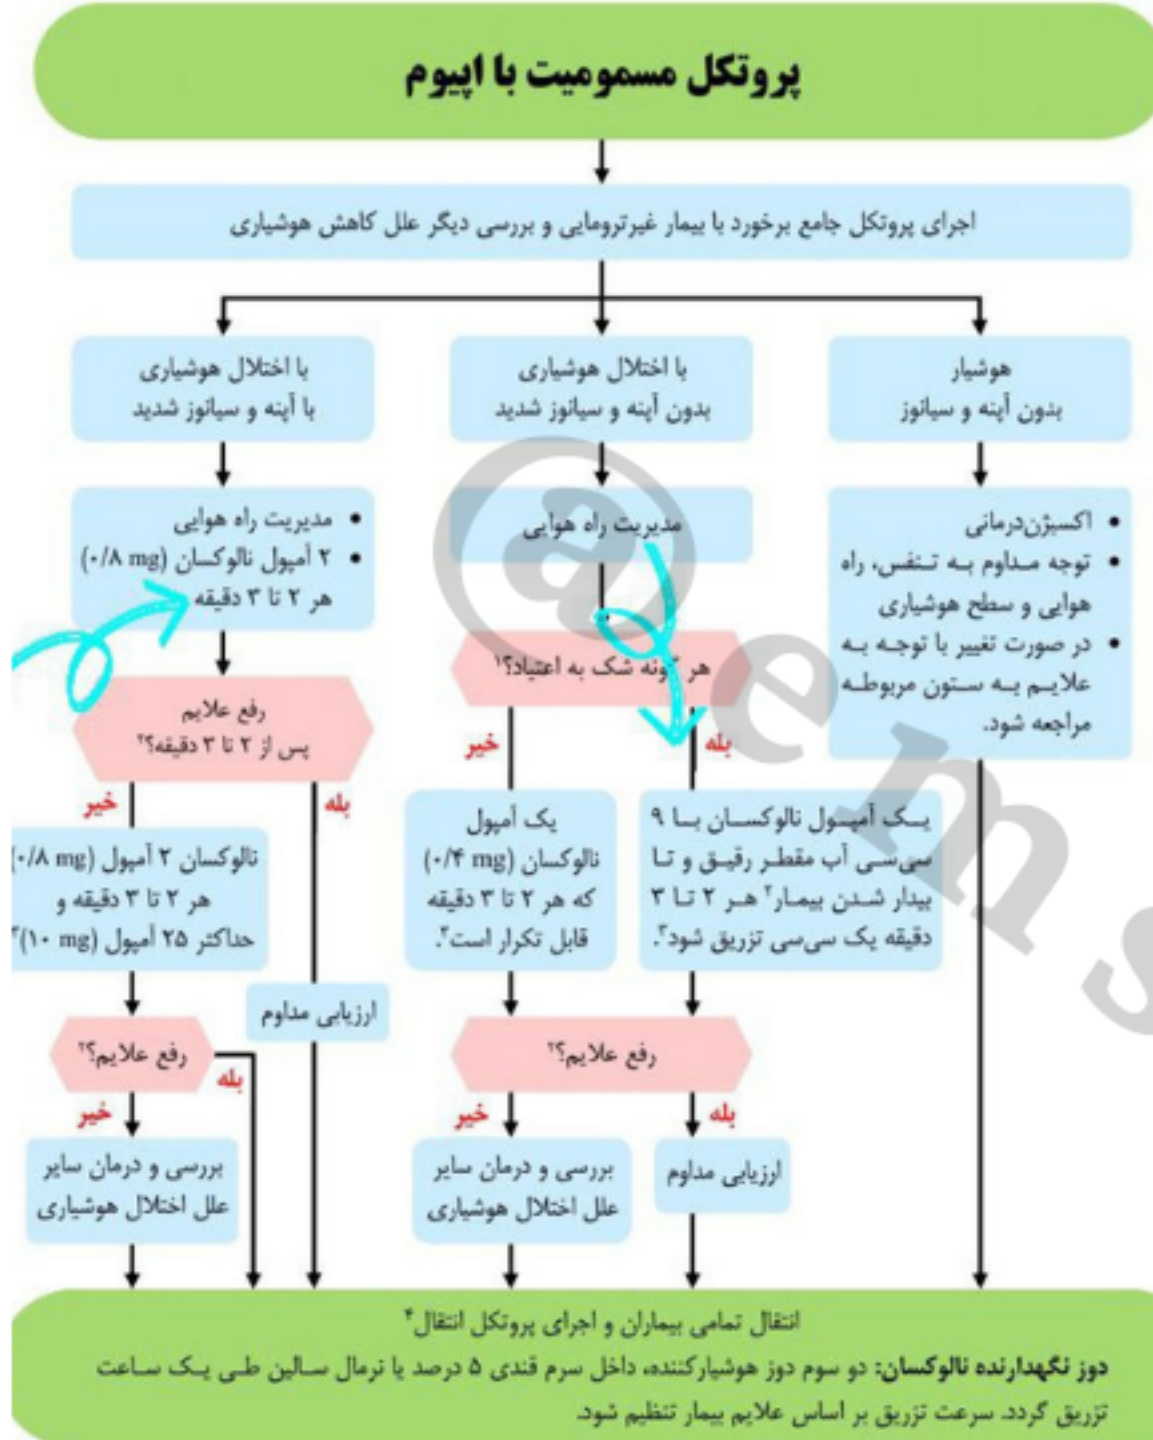 پروتکل مسمومیت با اپیوم
اجرای پروتکل جامع برخورد با بیمار غیرترومایی و بررسی دیگر علل کاهش هوشیاری
هوشیار
بدون آپنه و سیانوز
با اختلال هوشیاری
بدون آپنه و سیانوز شدید
با اختلال هوشیاری
با آپنه و سیانوز شدید
• اکسیژن‌درمانی
• توجه مداوم به تنفس، راه
هوایی و سطح هوشیاری
• در صورت تغییر با توجه به
علایم به ستون مربوطه
مراجعه شود.
مدیریت راه هوایی
• مدیریت راه هوایی
• ۲ آمپول نالوکسان (۰/۸ mg)
هر ۲ تا ۳ دقیقه
هر گونه شک به اعتیاد؟۱
بله
خیر
رفع علایم
پس از ۲ تا ۳ دقیقه؟۲
بله
خیر
یک آمپول نالوکسان با ۹
سی‌سی آب مقطر رقیق و تا
بیدار شدن بیمار۲ هر ۲ تا ۳
دقیقه یک سی‌سی تزریق شود۳.
یک آمپول
نالوکسان (۰/۴ mg)
که هر ۲ تا ۳ دقیقه
قابل تکرار است۳.
نالوکسان ۲ آمپول (۰/۸ mg)
هر ۲ تا ۳ دقیقه و
حداکثر ۲۵ آمپول (۱۰ mg)۳
ارزیابی مداوم
رفع علایم؟۲
بله
خیر
رفع علایم؟۲
بله
خیر
ارزیابی مداوم
بررسی و درمان سایر
علل اختلال هوشیاری
بررسی و درمان سایر
علل اختلال هوشیاری
انتقال تمامی بیماران و اجرای پروتکل انتقال۴
دوز نگهدارنده نالوکسان: دو سوم دوز هوشیارکننده، داخل سرم قندی ۵ درصد یا نرمال سالین طی یک ساعت
تزریق گردد. سرعت تزریق بر اساس علایم بیمار تنظیم شود.
@ems